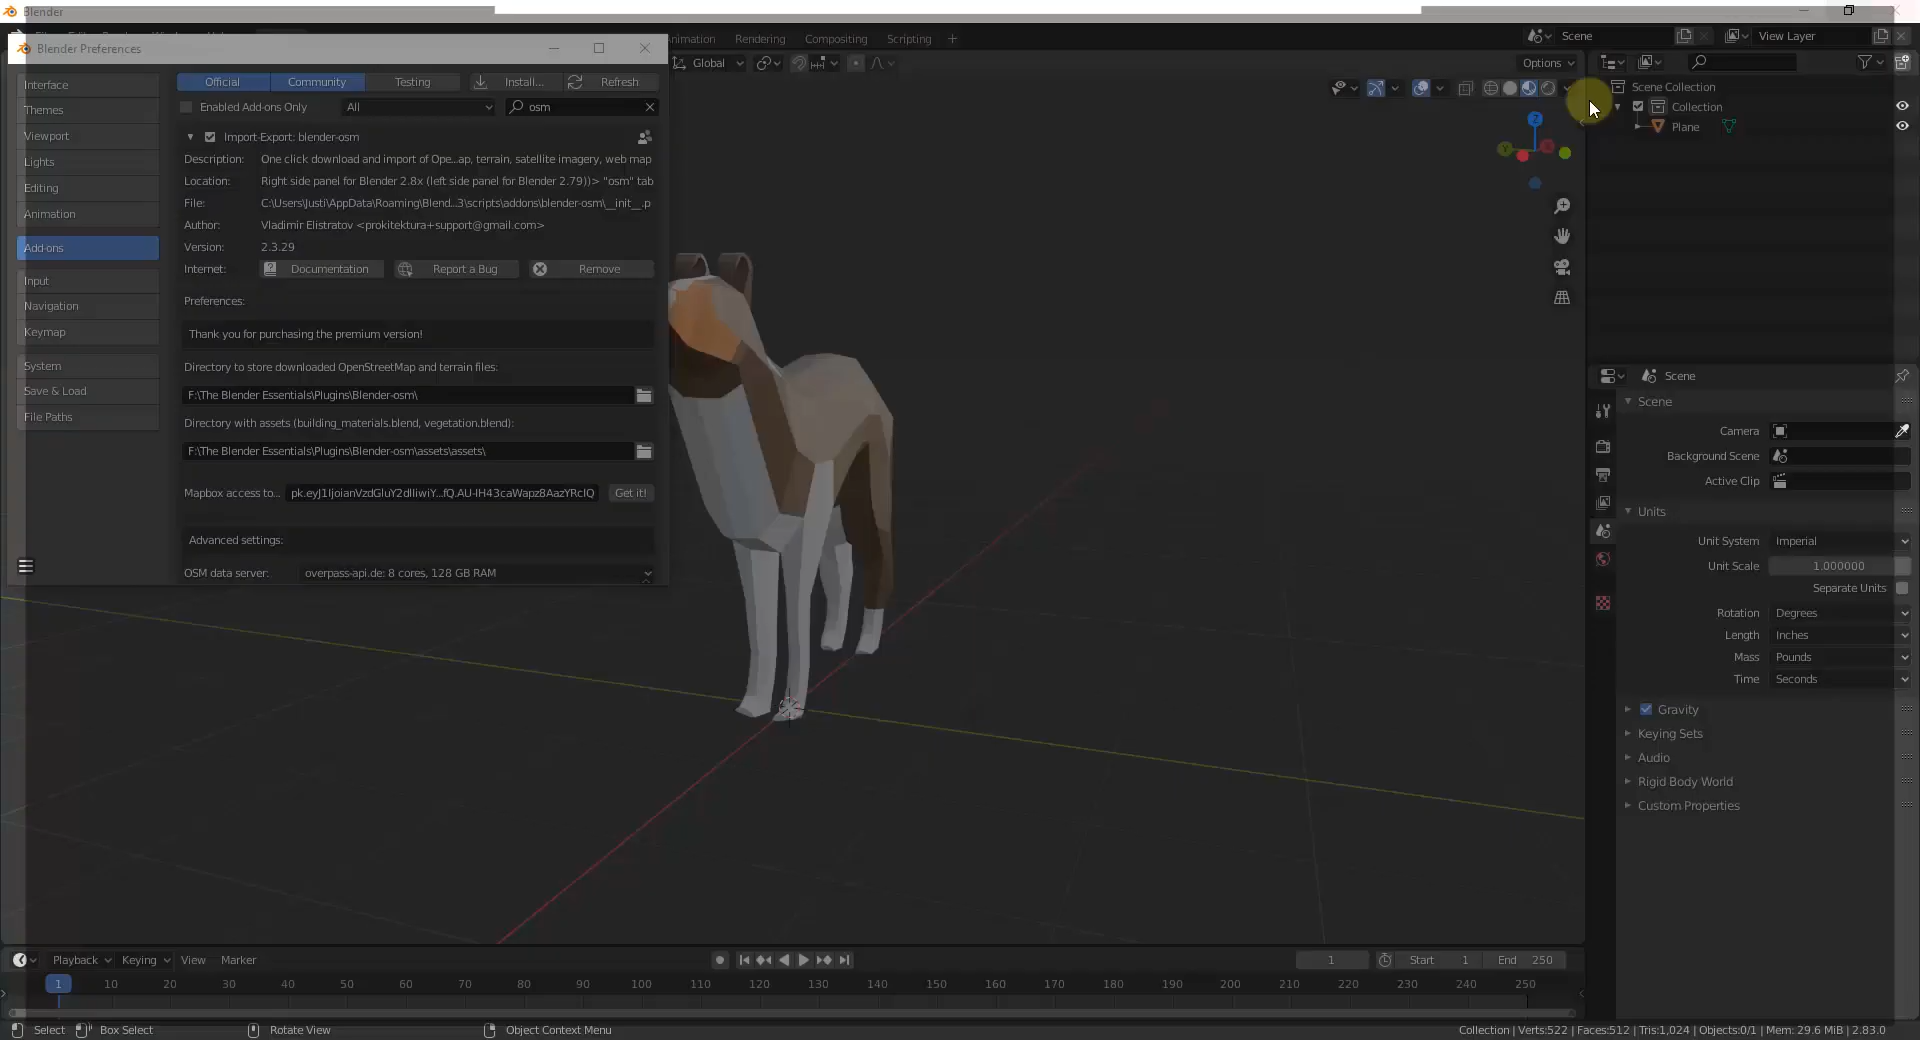 Blender
Blender Preferences
Animation
Rendering
Compositing
Scripting
Scene
View Layer
Interface
Themes
Viewport
Lights
Editing
Animation
Add-ons
Input
Navigation
Keymap
System
Save & Load
File Paths
Official
Community
Testing
Install...
Refresh
Enabled Add-ons Only
All
osm
Import-Export: blender-osm
Description: One click download and import of Ope...ap, terrain, satellite imagery, web map
Location: Right side panel for Blender 2.8x (left side panel for Blender 2.79))> "osm" tab
File: C:\Users\Justi\AppData\Roaming\Blend...3\scripts\addons\blender-osm\__init__.p
Author: Vladimir Elistratov <prokitektura+support@gmail.com>
Version: 2.3.29
Internet: Documentation Report a Bug Remove
Preferences:
Thank you for purchasing the premium version!
Directory to store downloaded OpenStreetMap and terrain files:
F:\The Blender Essentials\Plugins\Blender-osm\
Directory with assets (building_materials.blend, vegetation.blend):
F:\The Blender Essentials\Plugins\Blender-osm\assets\assets\
Mapbox access to... Get it!
Advanced settings:
OSM data server: overpass-api.de: 8 cores, 128 GB RAM
Global
Options
Z
Y
Scene Collection
Collection
Plane
Scene
Scene
Camera
Background Scene
Active Clip
Units
Unit System Imperial
Unit Scale 1.000000
Separate Units
Rotation Degrees
Length Inches
Mass Pounds
Time Seconds
Gravity
Keying Sets
Audio
Rigid Body World
Custom Properties
Playback Keying View Marker
1 Start 1 End 250
1 10 20 30 40 50 60 70 80 90 100 110 120 130 140 150 160 170 180 190 200 210 220 230 240 250
Select Box Select Rotate View Object Context Menu
Collection | Verts:522 | Faces:512 | Tris:1,024 | Objects:0/1 | Mem: 29.6 MiB | 2.83.0